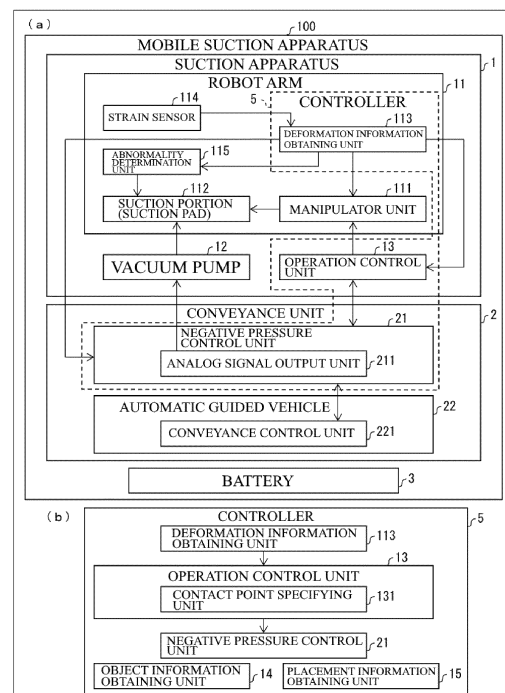 (a)
100
MOBILE SUCTION APPARATUS
1
SUCTION APPARATUS
ROBOT ARM
11
114
5
CONTROLLER
STRAIN SENSOR
113
DEFORMATION INFORMATION
OBTAINING UNIT
115
ABNORMALITY
DETERMINATION
UNIT
112
111
SUCTION PORTION
(SUCTION PAD)
MANIPULATOR UNIT
12
13
VACUUM PUMP
OPERATION CONTROL
UNIT
CONVEYANCE UNIT
2
21
NEGATIVE PRESSURE
CONTROL UNIT
ANALOG SIGNAL OUTPUT UNIT
211
AUTOMATIC GUIDED VEHICLE
22
CONVEYANCE CONTROL UNIT
221
BATTERY
3
(b)
CONTROLLER
5
DEFORMATION INFORMATION
OBTAINING UNIT
113
13
OPERATION CONTROL UNIT
CONTACT POINT SPECIFYING
UNIT
131
NEGATIVE PRESSURE CONTROL
UNIT
21
OBJECT INFORMATION
OBTAINING UNIT
14
PLACEMENT INFORMATION
OBTAINING UNIT
15